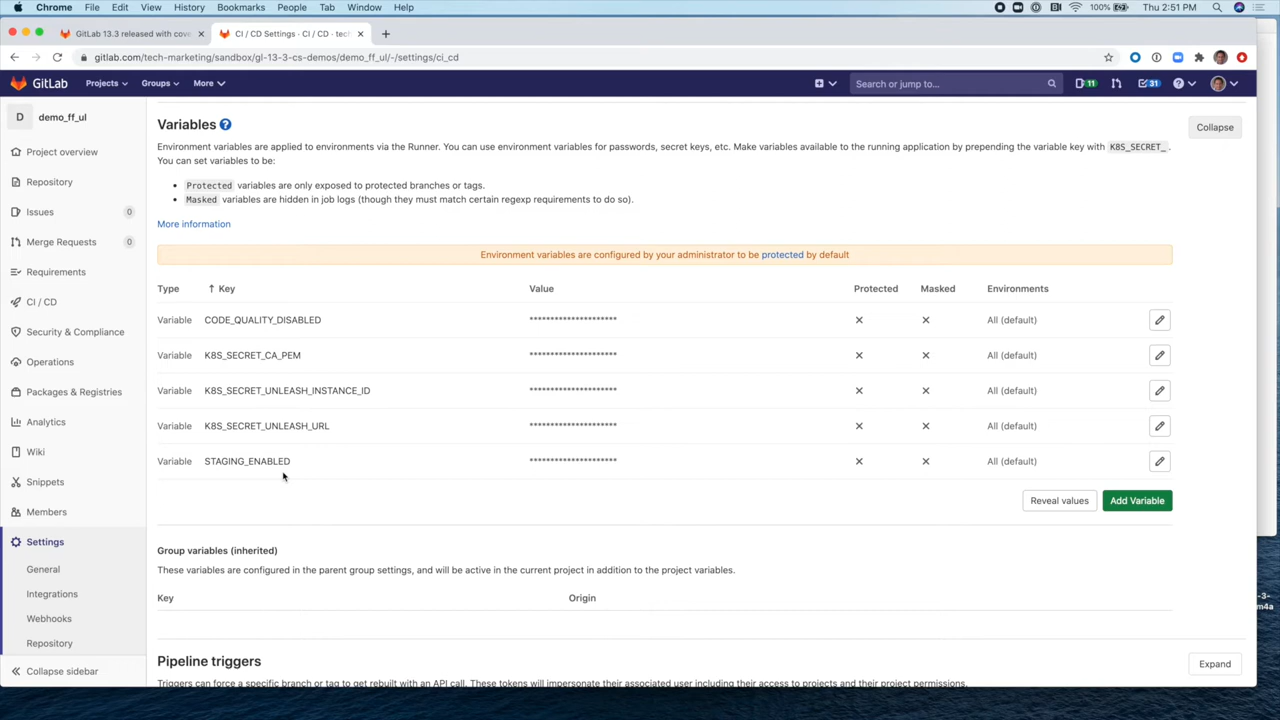 Chrome File Edit View History Bookmarks People Tab Window Help 100% Thu 2:51 PM
GitLab 13.3 released with cove
CI / CD Settings · CI / CD · tech
gitlab.com/tech-marketing/sandbox/gl-13-3-cs-demos/demo_ff_ul/-/settings/ci_cd
GitLab Projects Groups More Search or jump to... 11 31
D demo_ff_ul
Project overview
Repository
Issues 0
Merge Requests 0
Requirements
CI / CD
Security & Compliance
Operations
Packages & Registries
Analytics
Wiki
Snippets
Members
Settings
General
Integrations
Webhooks
Repository
Collapse sidebar
Variables ?
Collapse
Environment variables are applied to environments via the Runner. You can use environment variables for passwords, secret keys, etc. Make variables available to the running application by prepending the variable key with K8S_SECRET_.
You can set variables to be:
• Protected variables are only exposed to protected branches or tags.
• Masked variables are hidden in job logs (though they must match certain regexp requirements to do so).
More information
Environment variables are configured by your administrator to be protected by default
Type ↑ Key Value Protected Masked Environments
Variable CODE_QUALITY_DISABLED ********************* All (default)
Variable K8S_SECRET_CA_PEM ********************* All (default)
Variable K8S_SECRET_UNLEASH_INSTANCE_ID ********************* All (default)
Variable K8S_SECRET_UNLEASH_URL ********************* All (default)
Variable STAGING_ENABLED ********************* All (default)
Reveal values Add Variable
Group variables (inherited)
These variables are configured in the parent group settings, and will be active in the current project in addition to the project variables.
Key Origin
Pipeline triggers
Expand
Triggers can force a specific branch or tag to get rebuilt with an API call. These tokens will impersonate their associated user including their access to projects and their project permissions.
-3-
m4a